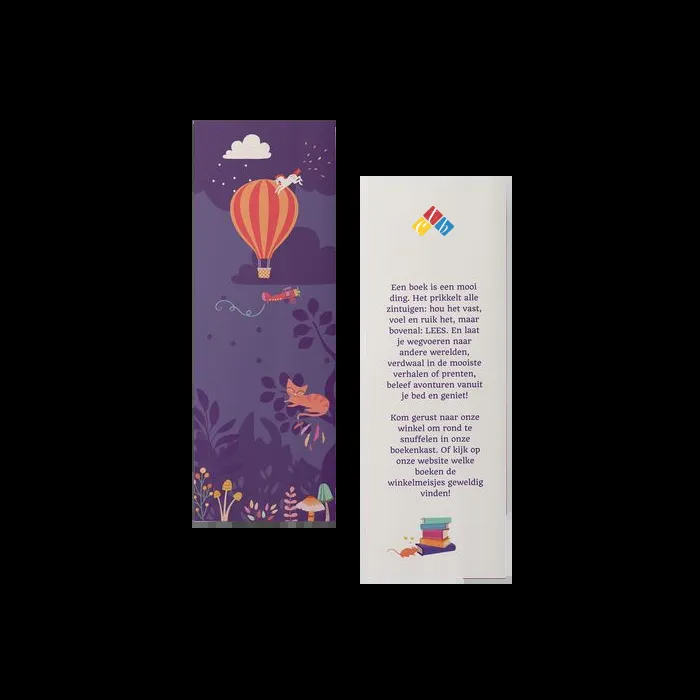 Een boek is een mooi
ding. Het prikkelt alle
zintuigen: hou het vast,
voel en ruik het, maar
bovenal: LEES. En laat
je wegvoeren naar
andere werelden,
verdwaal in de mooiste
verhalen of prenten,
beleef avonturen vanuit
je bed en geniet!
Kom gerust naar onze
winkel om rond te
snuffelen in onze
boekenkast. Of kijk op
onze website welke
boeken de
winkelmeisjes geweldig
vinden!